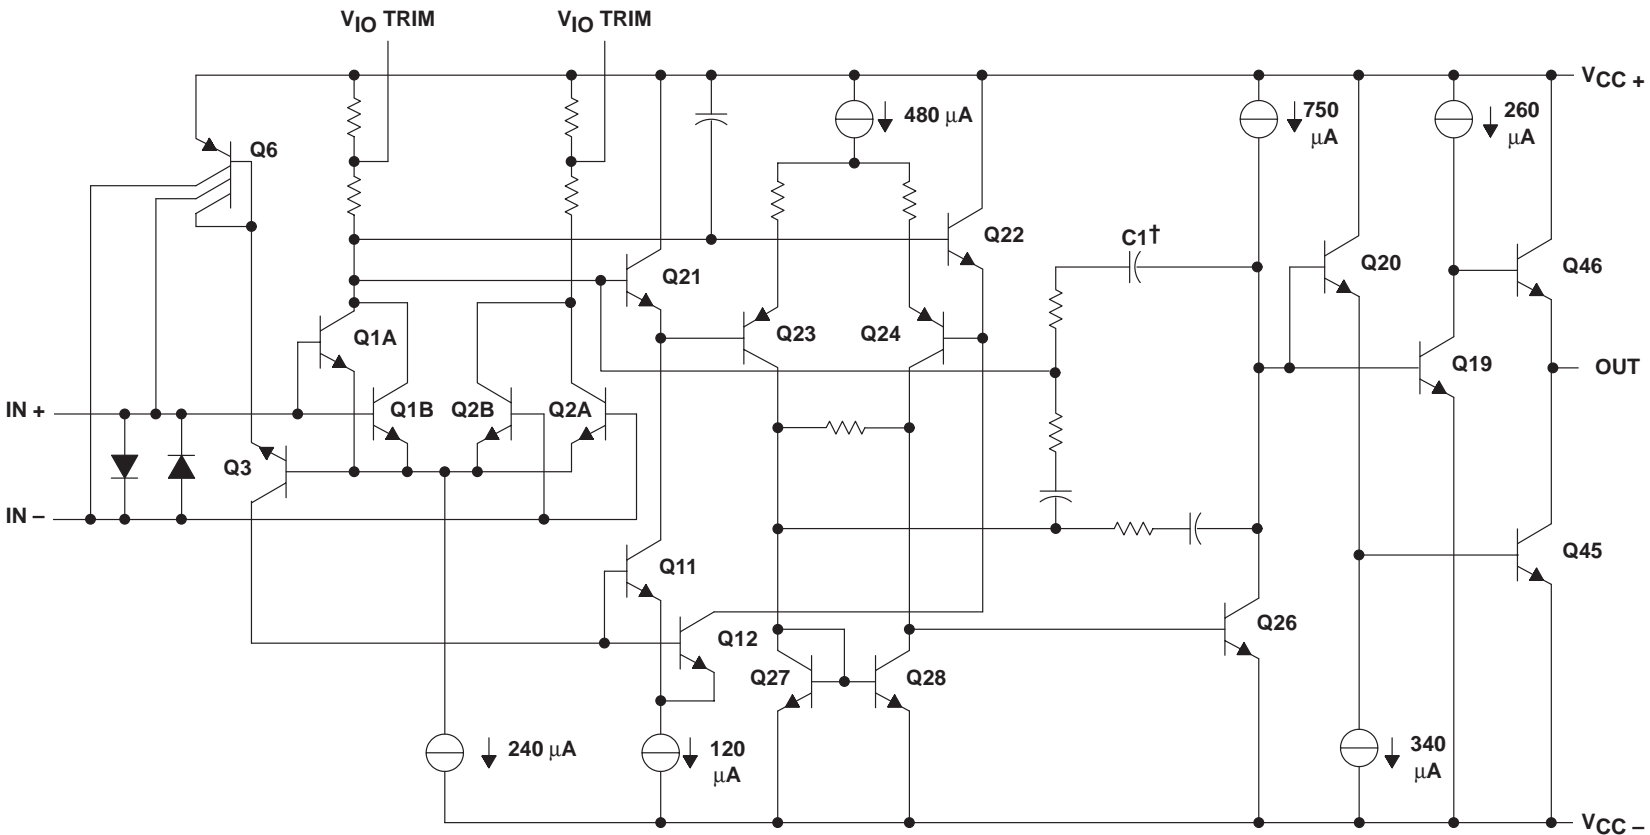 VIO TRIM
VIO TRIM
VCC +
480 μA
750
μA
260
μA
Q6
Q22
C1†
Q21
Q20
Q46
Q1A
Q23
Q24
Q19
OUT
IN +
Q1B
Q2B
Q2A
Q3
IN –
Q11
Q45
Q12
Q26
Q27
Q28
240 μA
120
μA
340
μA
VCC –